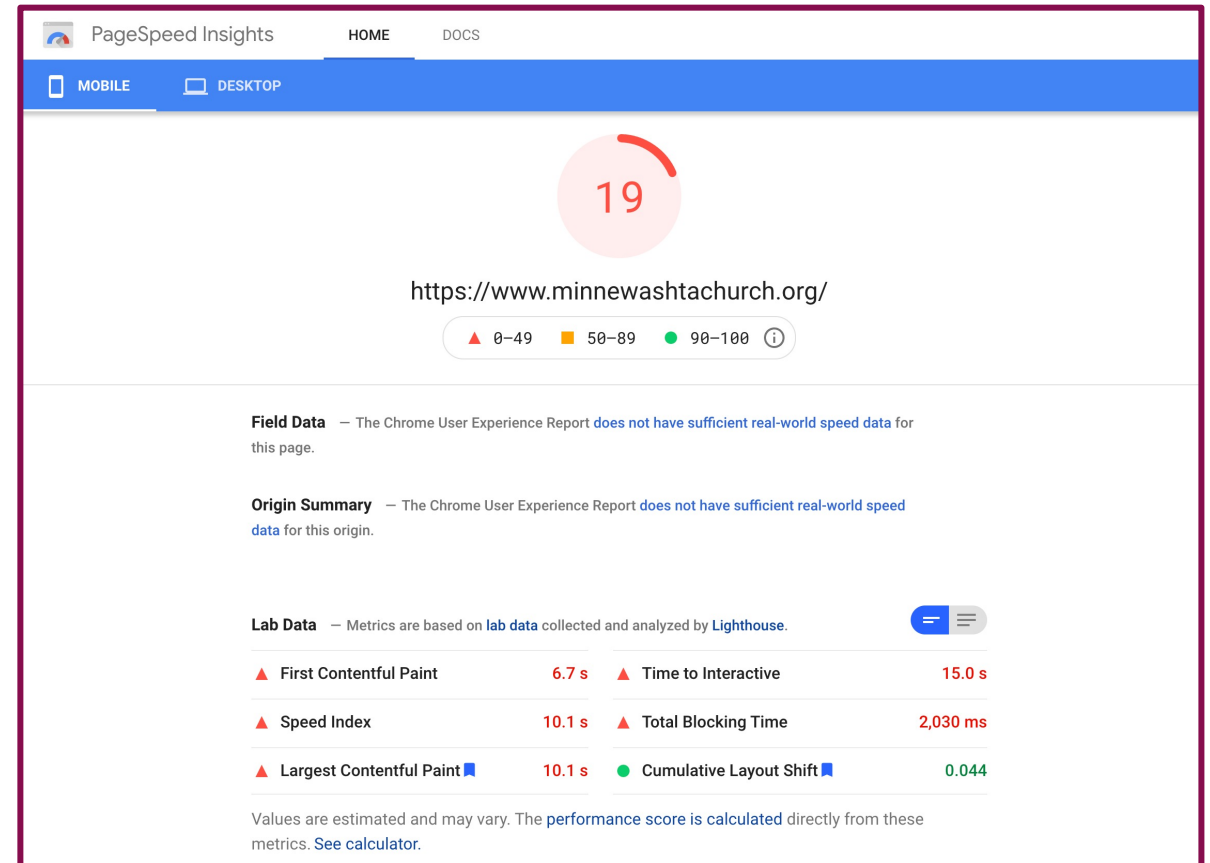 PageSpeed Insights HOME DOCS
MOBILE DESKTOP
19
https://www.minnewashtachurch.org/
0–49 50–89 90–100
Field Data — The Chrome User Experience Report does not have sufficient real-world speed data for
this page.
Origin Summary — The Chrome User Experience Report does not have sufficient real-world speed
data for this origin.
Lab Data — Metrics are based on lab data collected and analyzed by Lighthouse.
First Contentful Paint 6.7 s Time to Interactive 15.0 s
Speed Index 10.1 s Total Blocking Time 2,030 ms
Largest Contentful Paint 10.1 s Cumulative Layout Shift 0.044
Values are estimated and may vary. The performance score is calculated directly from these
metrics. See calculator.